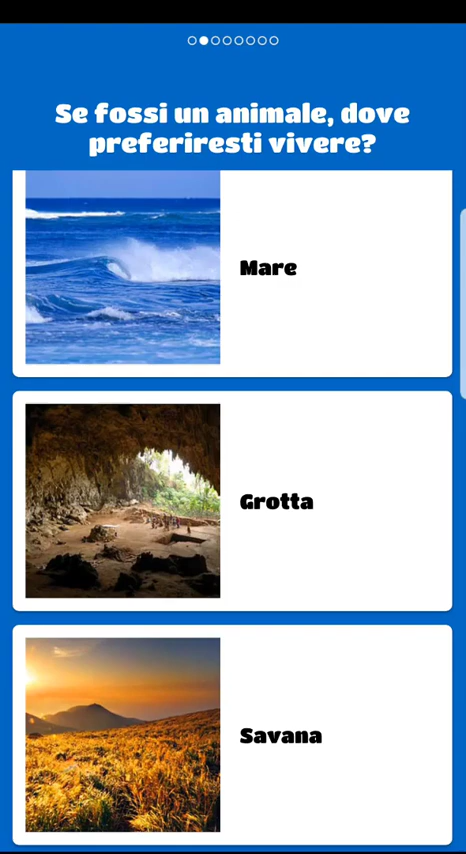 Se fossi un animale, dove
preferiresti vivere?
Mare
Grotta
Savana